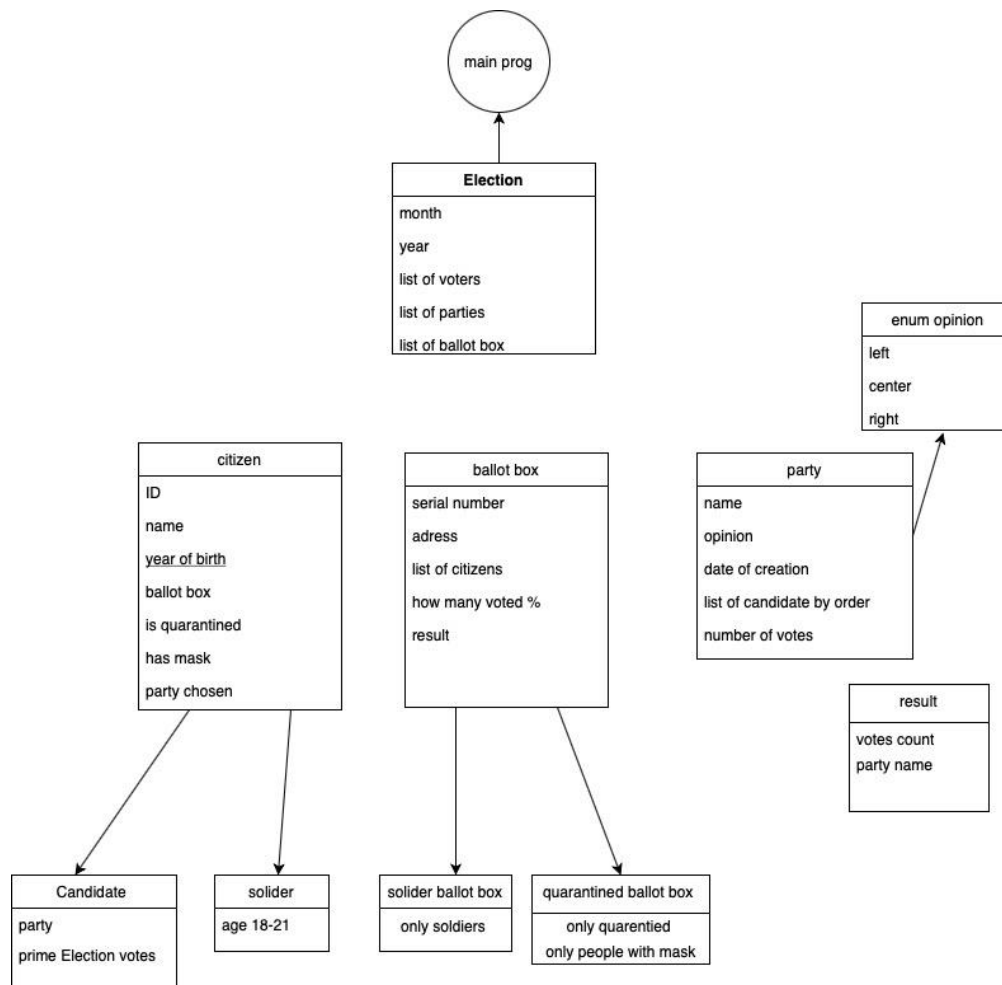 main prog
Election
month
year
list of voters
list of parties
list of ballot box
enum opinion
left
center
right
citizen
ID
name
year of birth
ballot box
is quarantined
has mask
party chosen
ballot box
serial number
adress
list of citizens
how many voted %
result
party
name
opinion
date of creation
list of candidate by order
number of votes
result
votes count
party name
Candidate
party
prime Election votes
solider
age 18-21
solider ballot box
only soldiers
quarantined ballot box
only quarentied
only people with mask